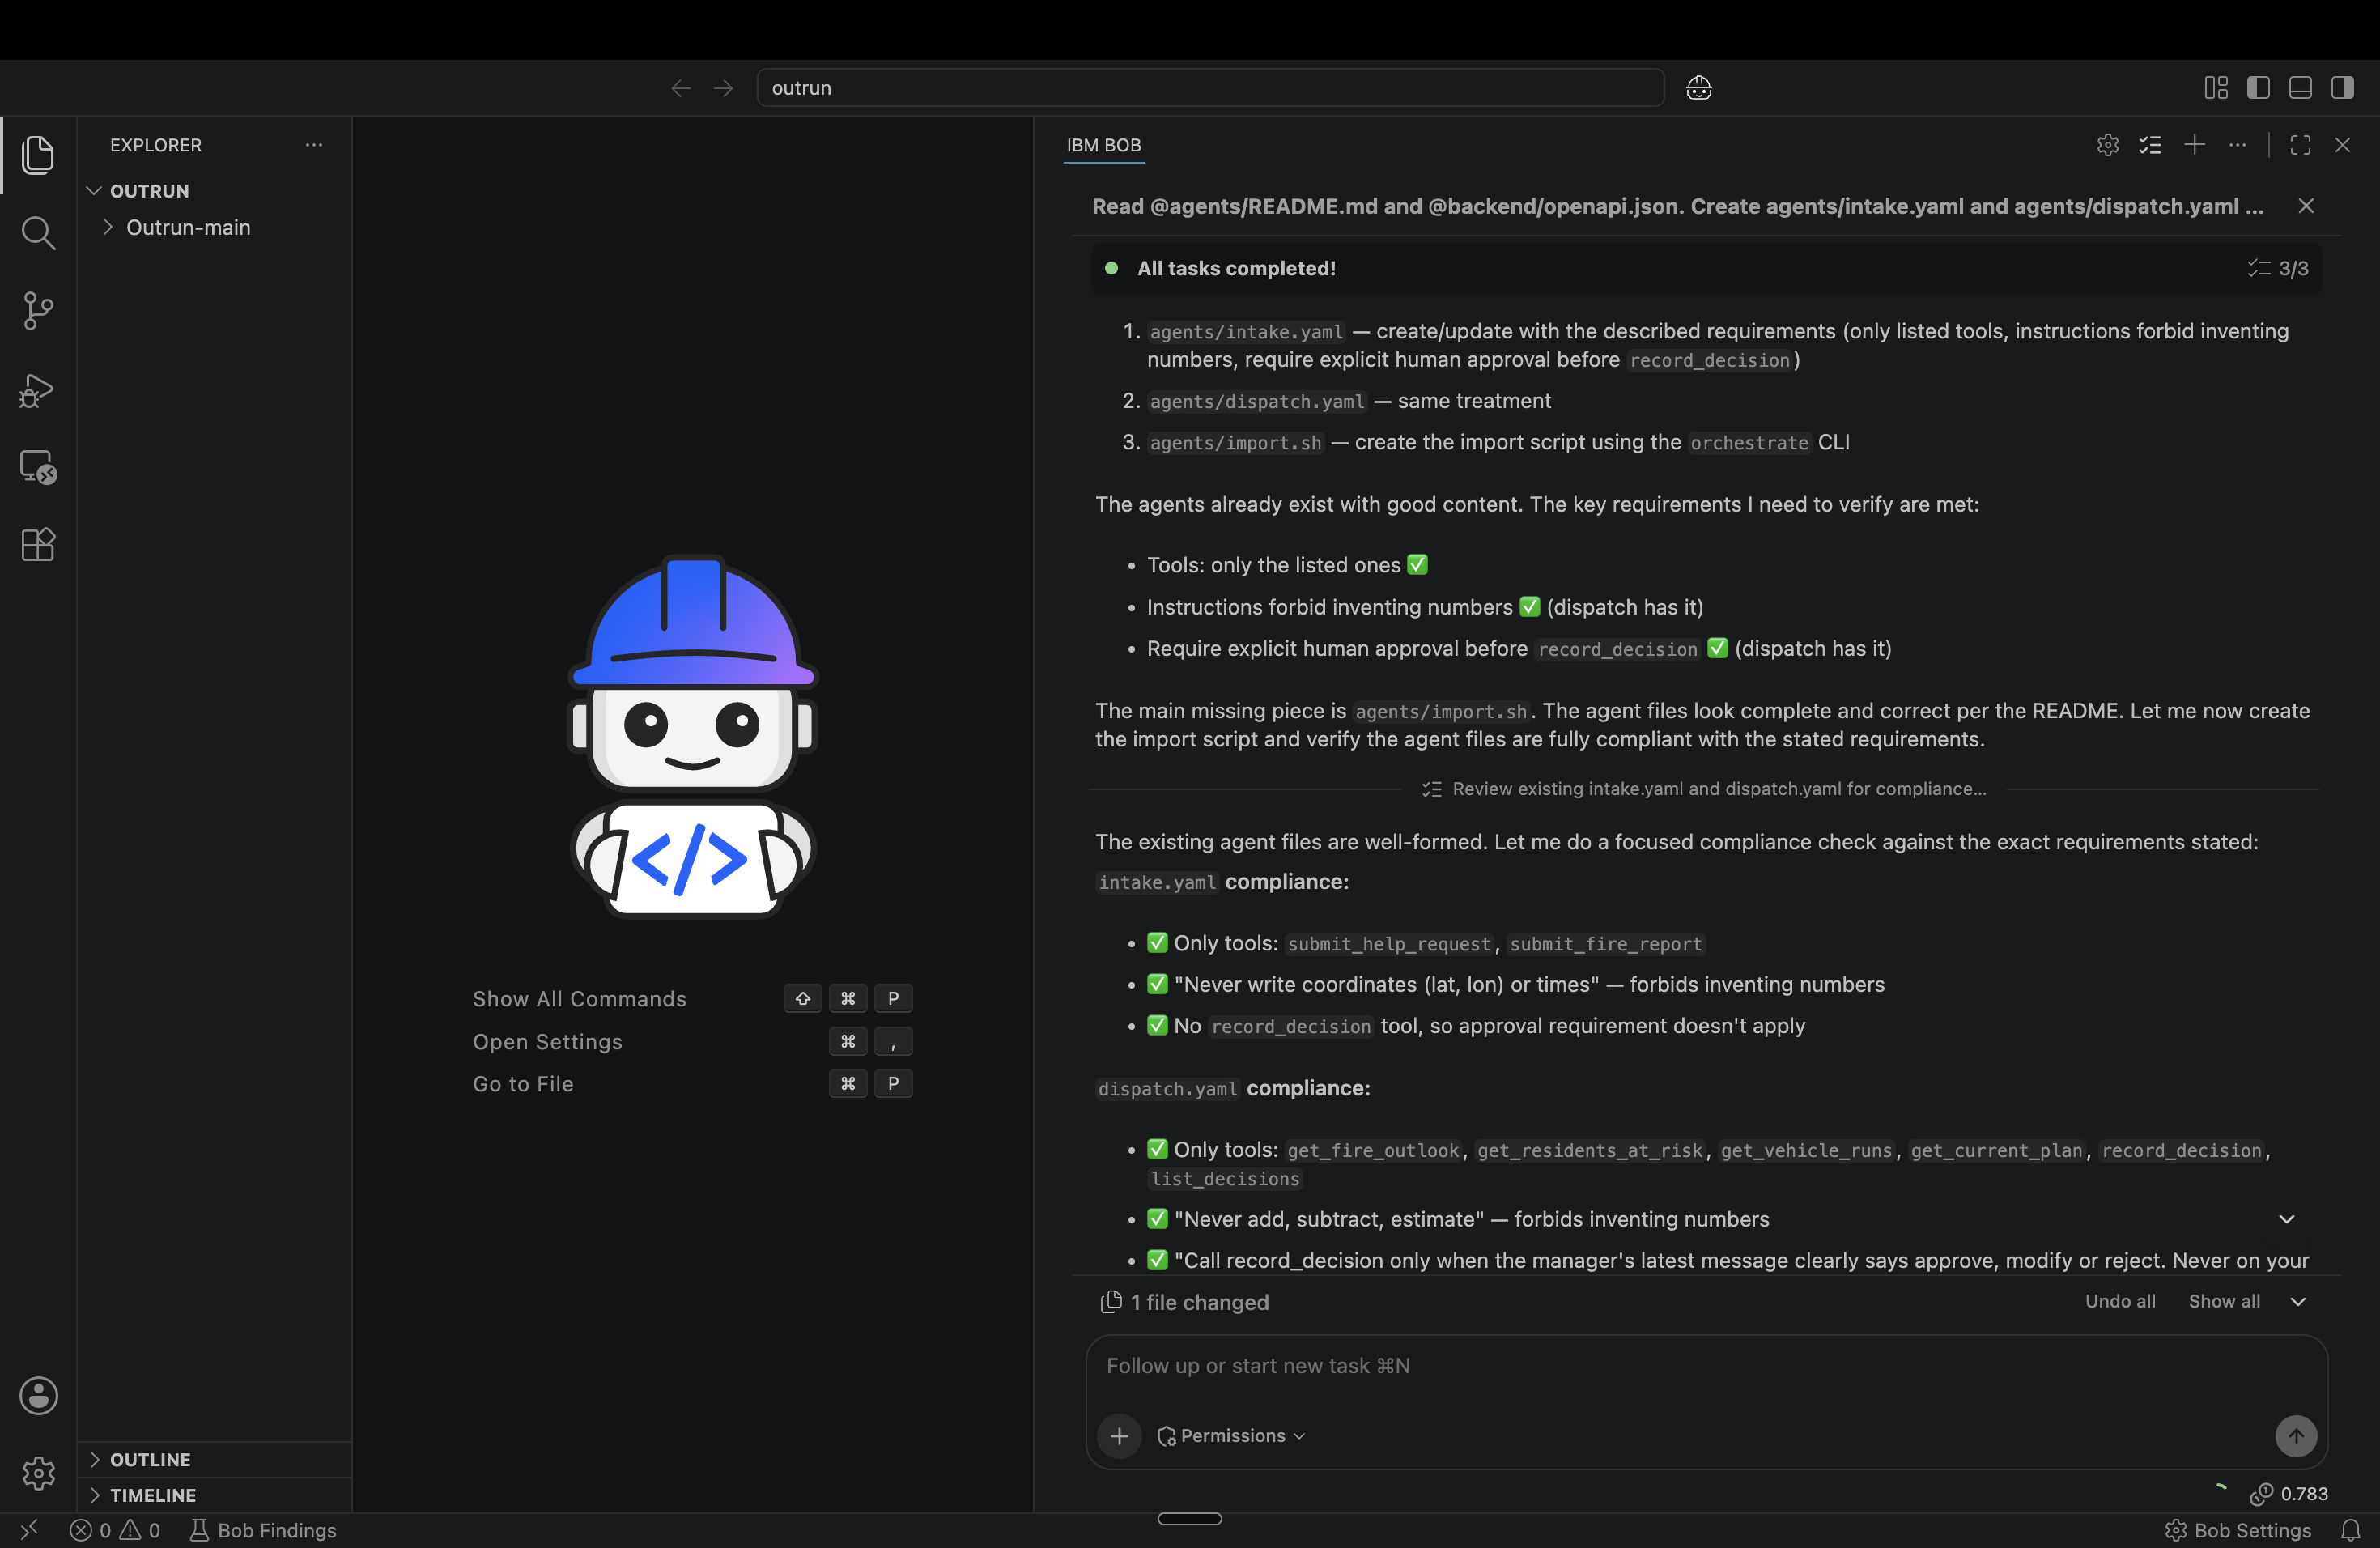 outrun
EXPLORER
OUTRUN
Outrun-main
</>
Show All Commands ⇧ ⌘ P
Open Settings ⌘ ,
Go to File ⌘ P
OUTLINE
TIMELINE
IBM BOB
Read @agents/README.md and @backend/openapi.json. Create agents/intake.yaml and agents/dispatch.yaml ...
All tasks completed!
3/3
1. agents/intake.yaml — create/update with the described requirements (only listed tools, instructions forbid inventing
numbers, require explicit human approval before record_decision)
2. agents/dispatch.yaml — same treatment
3. agents/import.sh — create the import script using the orchestrate CLI
The agents already exist with good content. The key requirements I need to verify are met:
• Tools: only the listed ones ✅
• Instructions forbid inventing numbers ✅ (dispatch has it)
• Require explicit human approval before record_decision ✅ (dispatch has it)
The main missing piece is agents/import.sh. The agent files look complete and correct per the README. Let me now create
the import script and verify the agent files are fully compliant with the stated requirements.
Review existing intake.yaml and dispatch.yaml for compliance...
The existing agent files are well-formed. Let me do a focused compliance check against the exact requirements stated:
intake.yaml compliance:
• ✅ Only tools: submit_help_request, submit_fire_report
• ✅ "Never write coordinates (lat, lon) or times" — forbids inventing numbers
• ✅ No record_decision tool, so approval requirement doesn't apply
dispatch.yaml compliance:
• ✅ Only tools: get_fire_outlook, get_residents_at_risk, get_vehicle_runs, get_current_plan, record_decision,
list_decisions
• ✅ "Never add, subtract, estimate" — forbids inventing numbers
• ✅ "Call record_decision only when the manager's latest message clearly says approve, modify or reject. Never on your
1 file changed
Undo all
Show all
Follow up or start new task ⌘N
Permissions
0.783
0 0
Bob Findings
Bob Settings